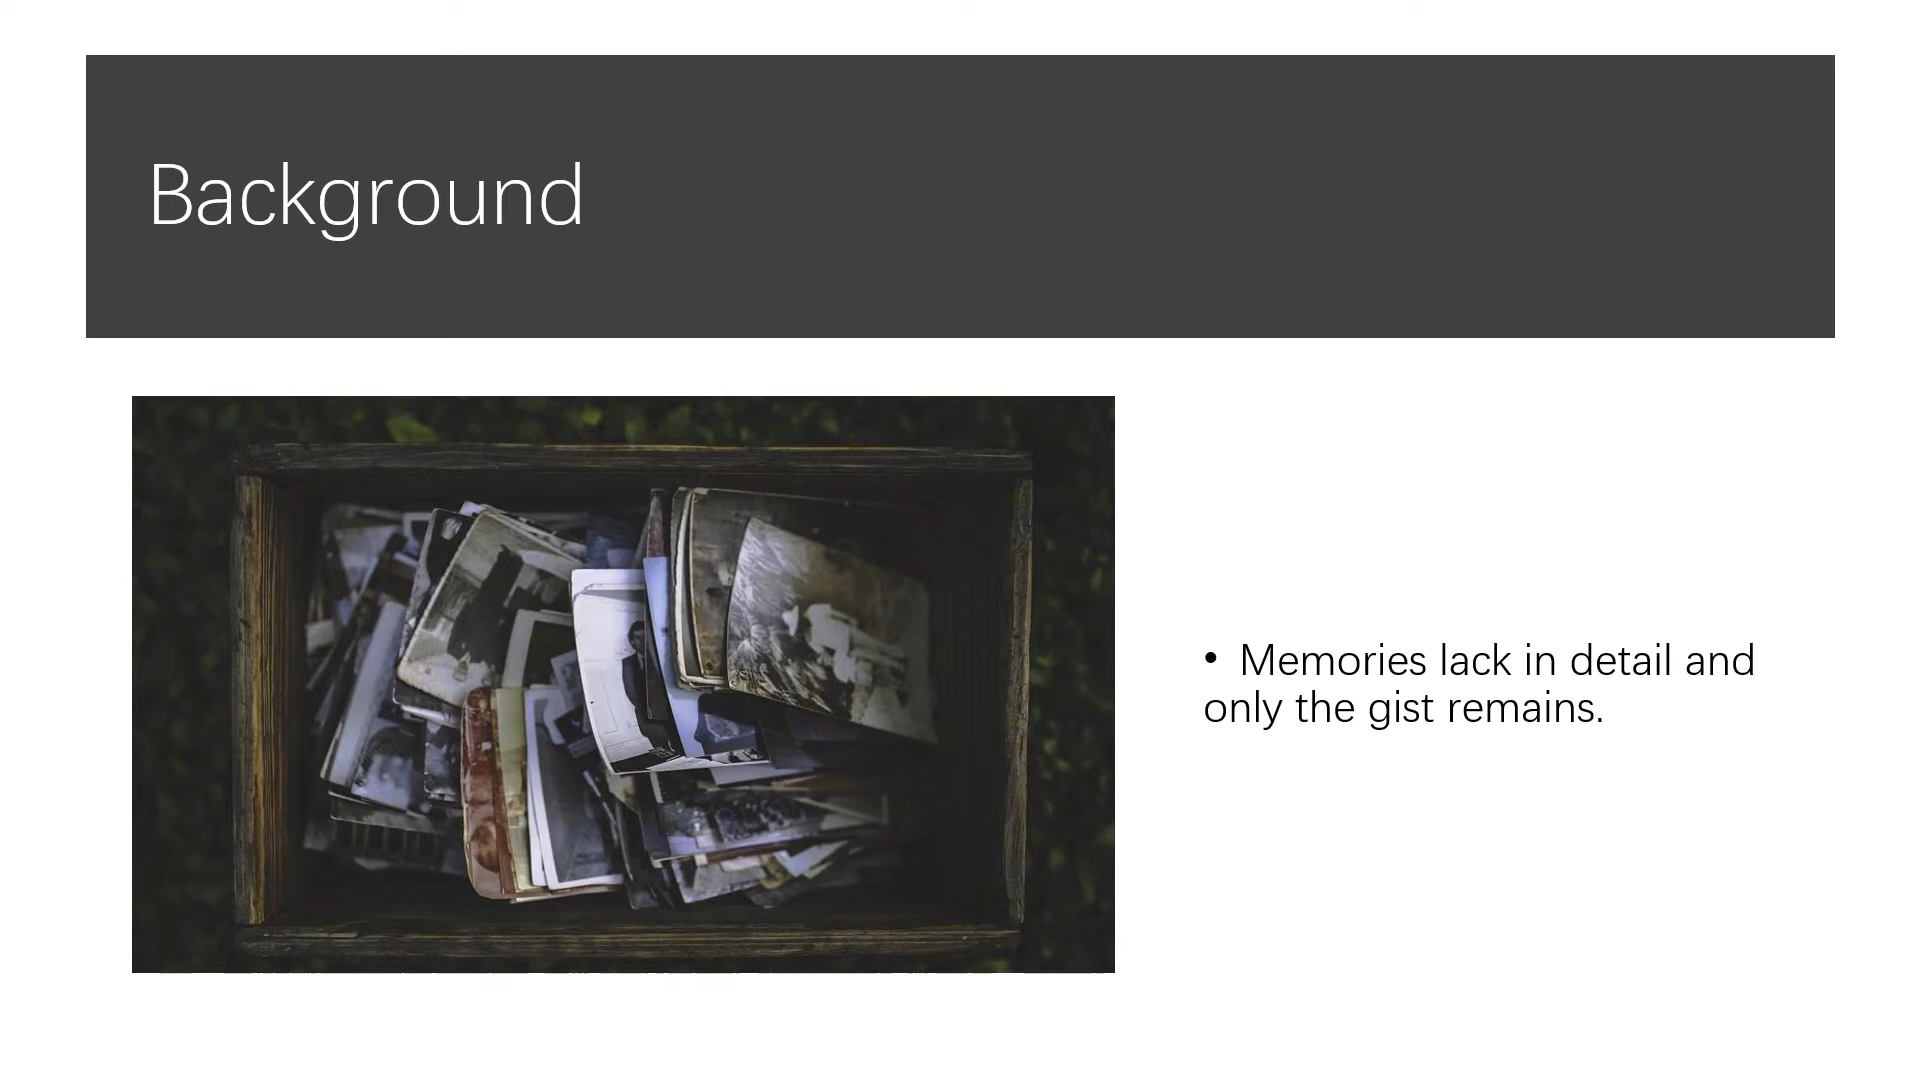 Background
• Memories lack in detail and
only the gist remains.